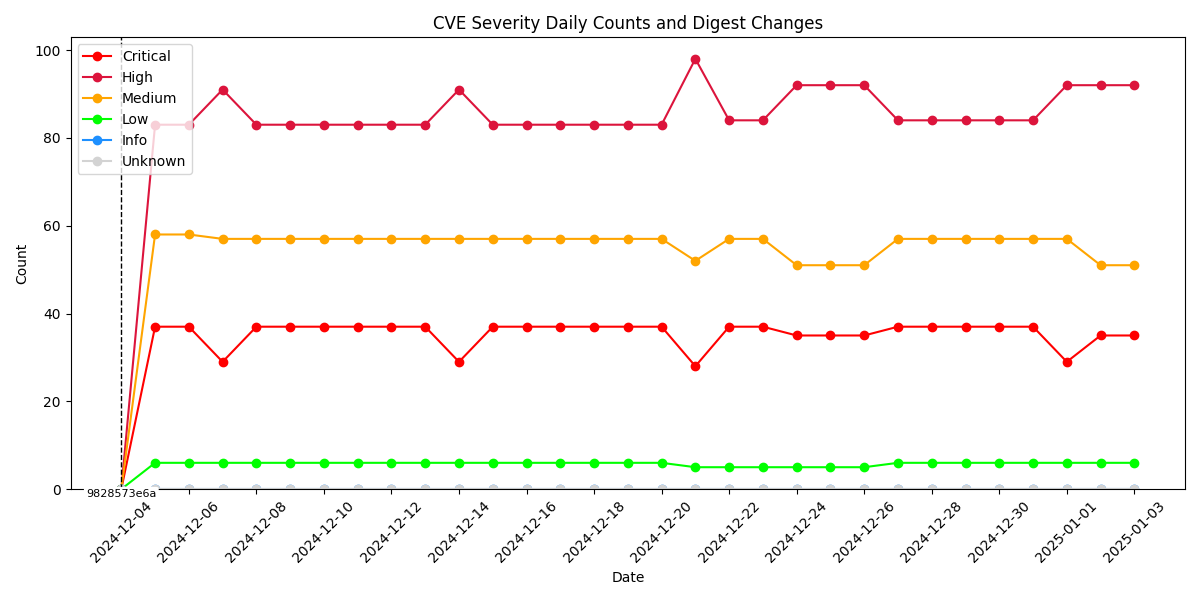 CVE Severity Daily Counts and Digest Changes
Critical
High
Medium
Low
Info
Unknown
100
80
60
40
20
0
Count
9828573e6a
2024-12-04
2024-12-06
2024-12-08
2024-12-10
2024-12-12
2024-12-14
2024-12-16
2024-12-18
2024-12-20
2024-12-22
2024-12-24
2024-12-26
2024-12-28
2024-12-30
2025-01-01
2025-01-03
Date